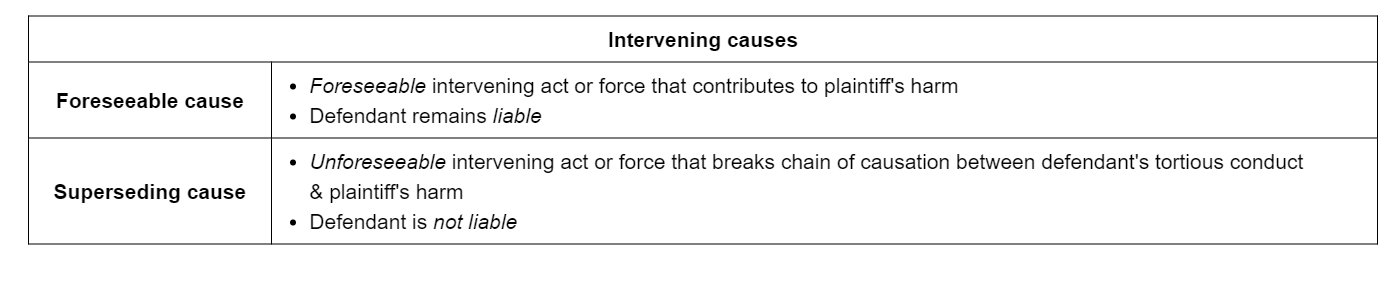 Intervening causes
Foreseeable cause
• Foreseeable intervening act or force that contributes to plaintiff's harm
• Defendant remains liable
Superseding cause
• Unforeseeable intervening act or force that breaks chain of causation between defendant's tortious conduct
& plaintiff's harm
• Defendant is not liable